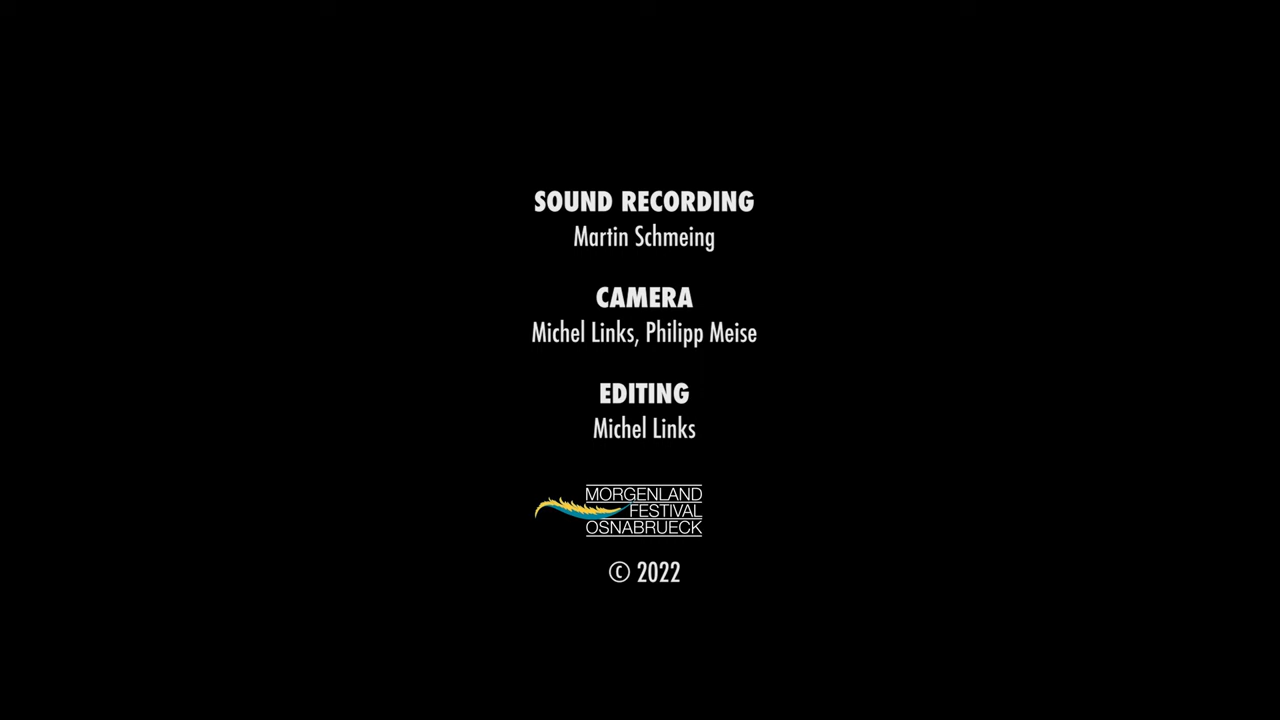 SOUND RECORDING
Martin Schmeing
CAMERA
Michel Links, Philipp Meise
EDITING
Michel Links
MORGENLAND
FESTIVAL
OSNABRUECK
© 2022